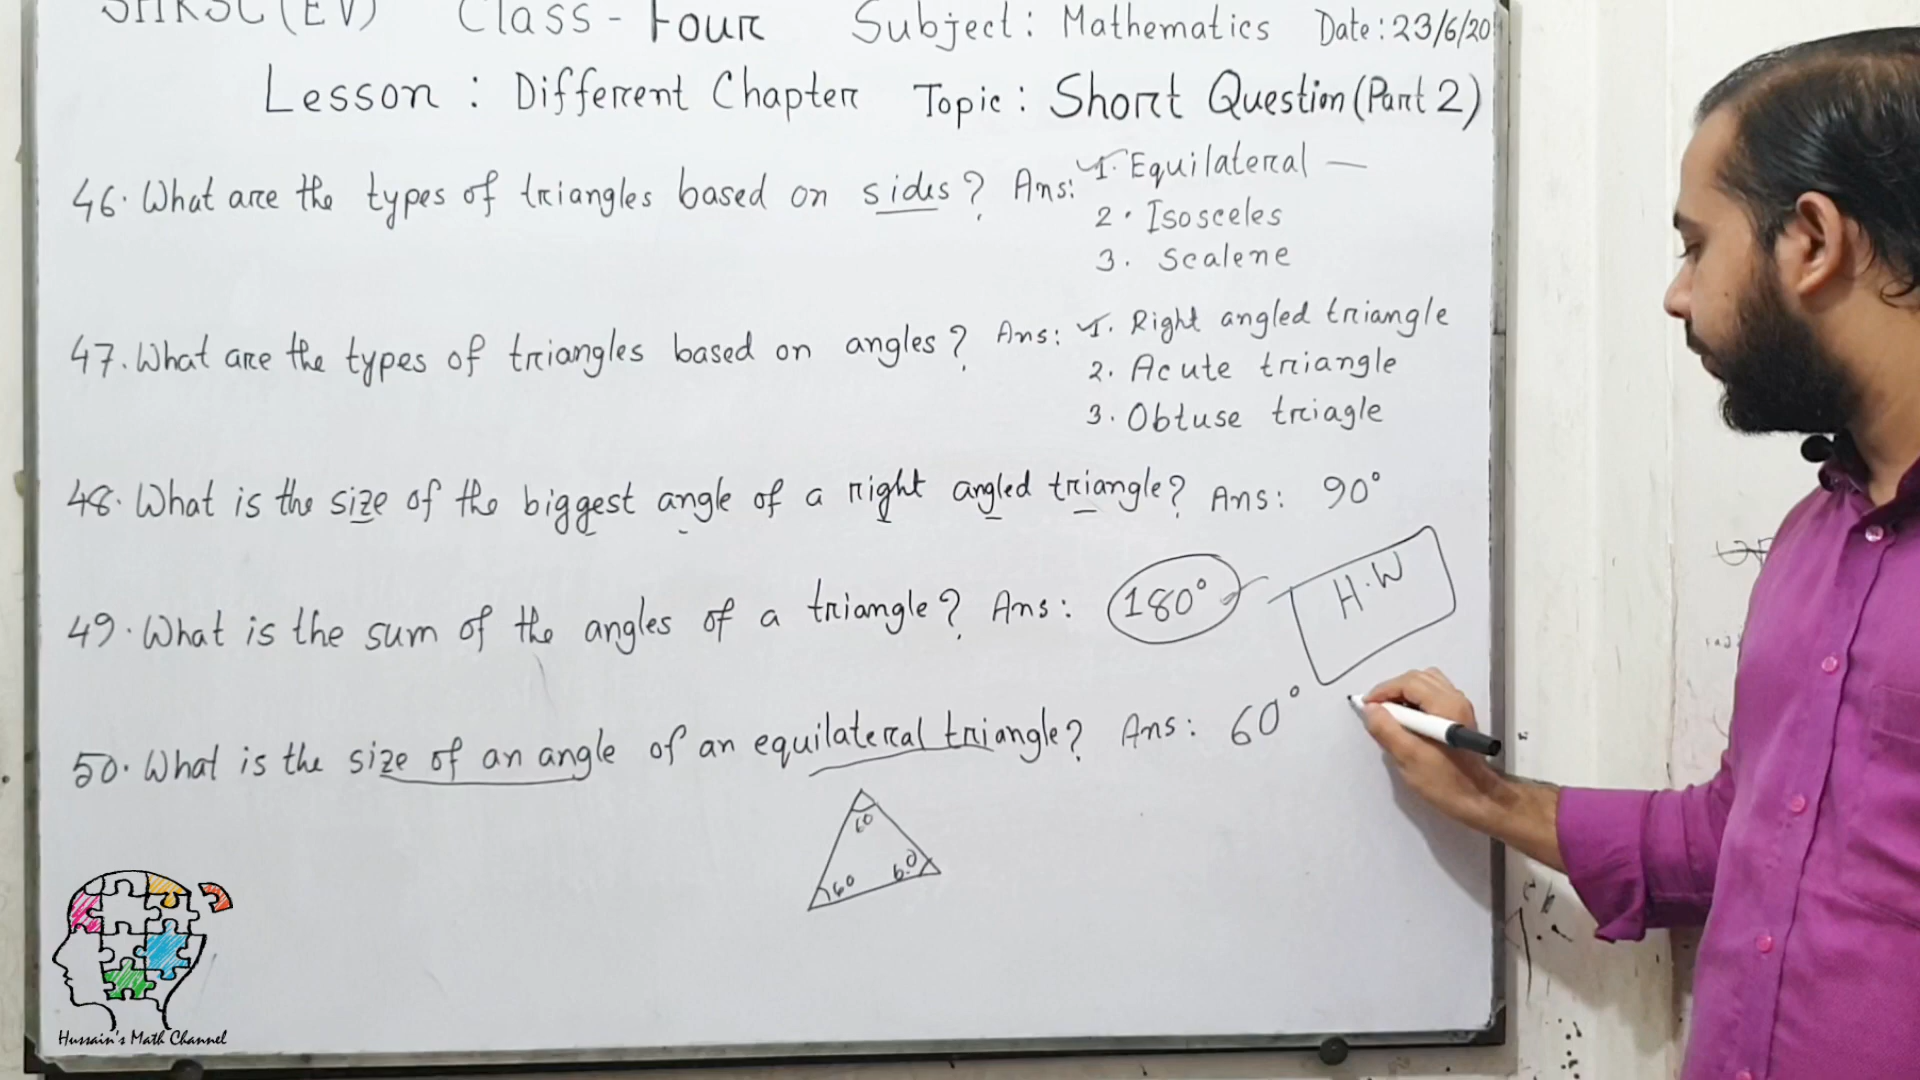 SHKSC (EV) Class - Four Subject: Mathematics Date: 23/6/20
Lesson : Different Chapter Topic : Short Question (Part 2)
46. What are the types of triangles based on sides? Ans: 1. Equilateral
2. Isosceles
3. Scalene
47. What are the types of triangles based on angles? Ans: 1. Right angled triangle
2. Acute triangle
3. Obtuse triagle
48. What is the size of the biggest angle of a right angled triangle? Ans: 90°
49. What is the sum of the angles of a triangle? Ans: 180°
H.W
50. What is the size of an angle of an equilateral triangle? Ans: 60°
60
60
60
Hussain's Math Channel